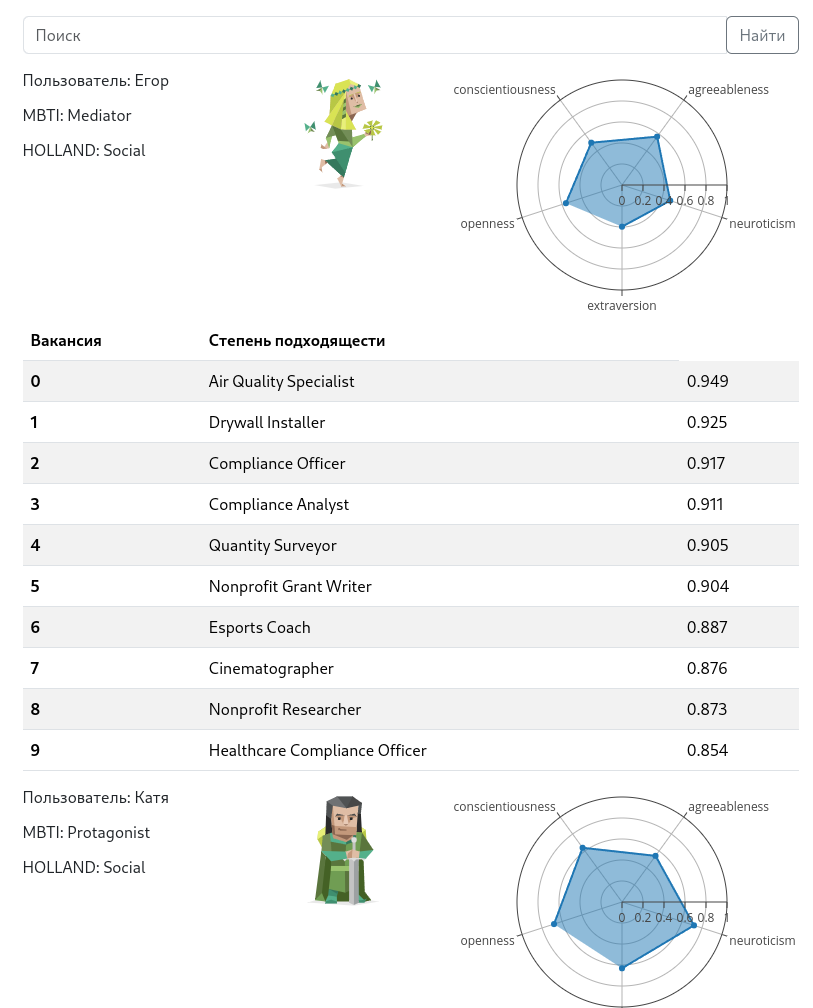 Поиск Найти
Пользователь: Егор
MBTI: Mediator
HOLLAND: Social
conscientiousness agreeableness
0 0.2 0.4 0.6 0.8 1
openness neuroticism
extraversion
Вакансия Степень подходящести
0 Air Quality Specialist 0.949
1 Drywall Installer 0.925
2 Compliance Officer 0.917
3 Compliance Analyst 0.911
4 Quantity Surveyor 0.905
5 Nonprofit Grant Writer 0.904
6 Esports Coach 0.887
7 Cinematographer 0.876
8 Nonprofit Researcher 0.873
9 Healthcare Compliance Officer 0.854
Пользователь: Катя
MBTI: Protagonist
HOLLAND: Social
conscientiousness agreeableness
0 0.2 0.4 0.6 0.8 1
openness neuroticism